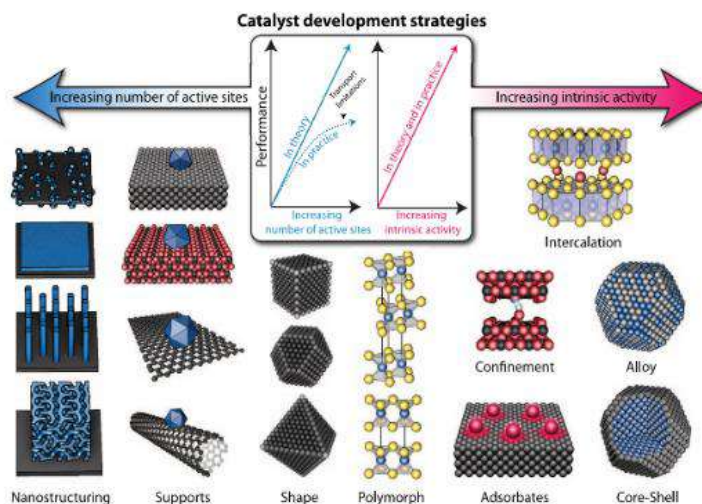 Catalyst development strategies
Increasing number of active sites
Performance
In theory
In practice
Transport
limitations
Increasing
number of active sites
In theory and in practice
Increasing
intrinsic activity
Increasing intrinsic activity
Intercalation
Confinement
Alloy
Nanostructuring
Supports
Shape
Polymorph
Adsorbates
Core-Shell